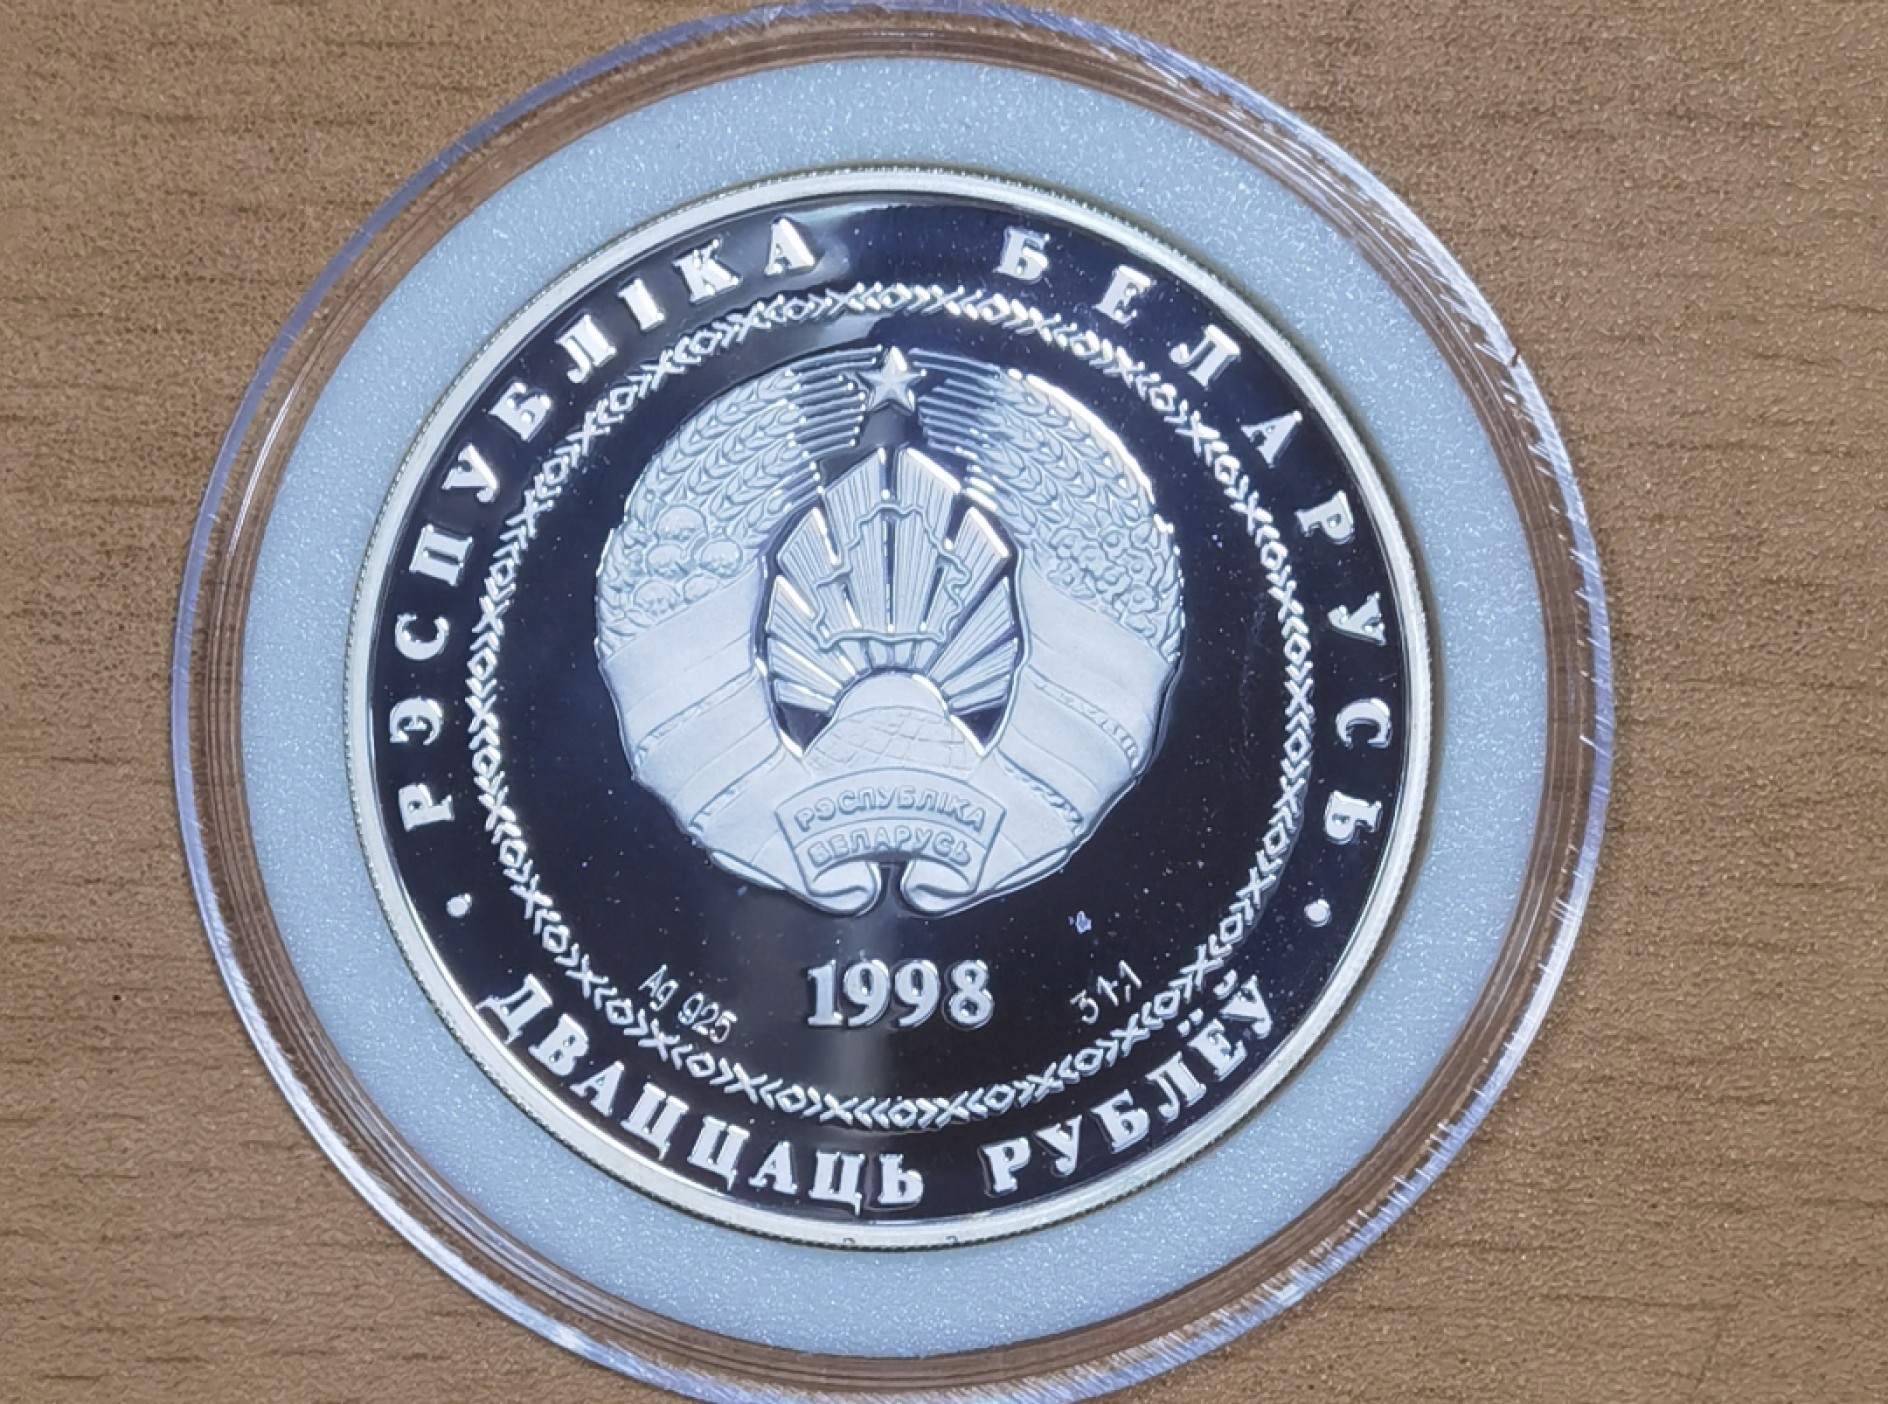 РЭСПУБЛІКА БЕЛАРУСЬ
РЭСПУБЛІКА
БЕЛАРУСЬ
1998
Ag 925
31,1
ДВАЦЦАЦЬ РУБЛЁЎ